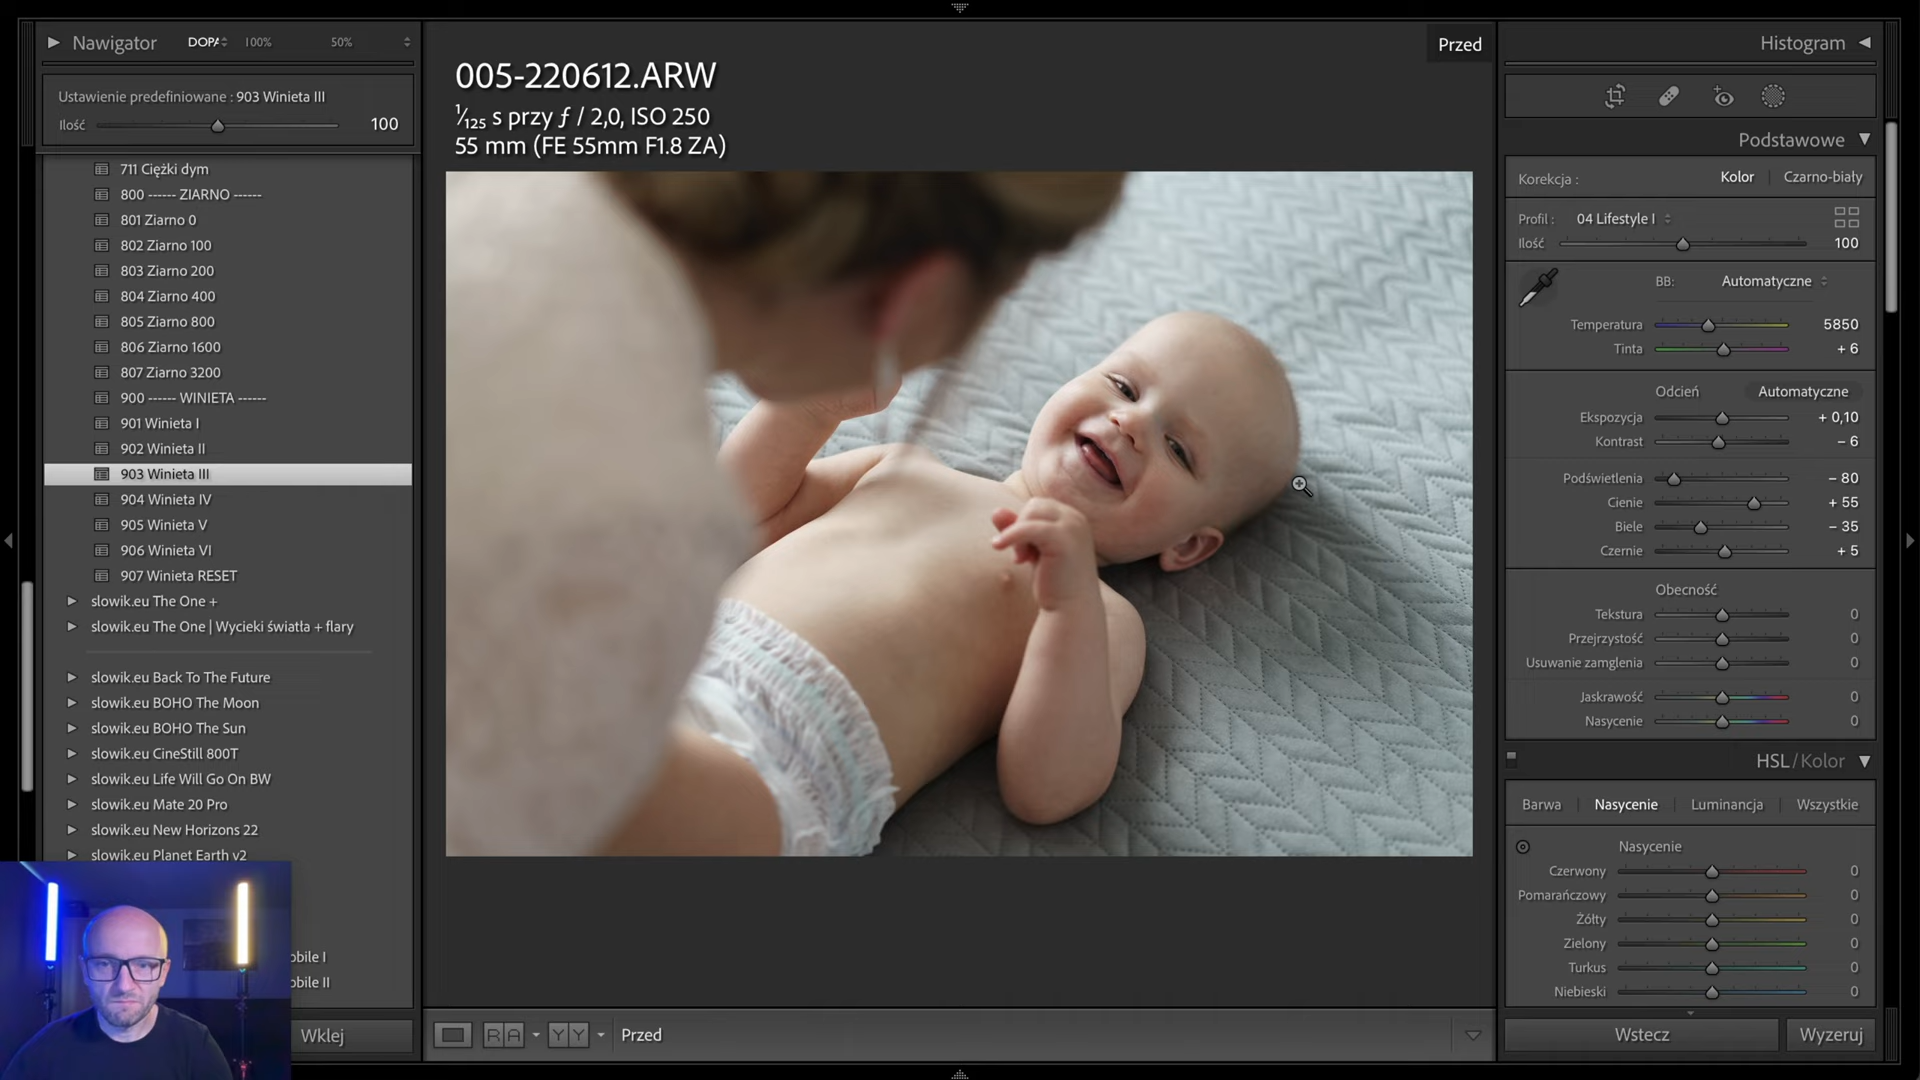 Nawigator DOPA 100% 50%
Ustawienie predefiniowane : 903 Winieta III
Ilość 100
711 Ciężki dym
800 ------ ZIARNO ------
801 Ziarno 0
802 Ziarno 100
803 Ziarno 200
804 Ziarno 400
805 Ziarno 800
806 Ziarno 1600
807 Ziarno 3200
900 ------ WINIETA ------
901 Winieta I
902 Winieta II
903 Winieta III
904 Winieta IV
905 Winieta V
906 Winieta VI
907 Winieta RESET
slowik.eu The One +
slowik.eu The One | Wycieki światła + flary
slowik.eu Back To The Future
slowik.eu BOHO The Moon
slowik.eu BOHO The Sun
slowik.eu CineStill 800T
slowik.eu Life Will Go On BW
slowik.eu Mate 20 Pro
slowik.eu New Horizons 22
slowik.eu Planet Earth v2
obile I
obile II
Wklej
005-220612.ARW
1/125 s przy ƒ / 2,0, ISO 250
55 mm (FE 55mm F1.8 ZA)
Przed
R A Y Y Przed
Histogram
Podstawowe
Korekcja : Kolor Czarno-biały
Profil : 04 Lifestyle I
Ilość 100
BB: Automatyczne
Temperatura 5850
Tinta + 6
Odcień Automatyczne
Ekspozycja + 0,10
Kontrast – 6
Podświetlenia – 80
Cienie + 55
Biele – 35
Czernie + 5
Obecność
Tekstura 0
Przejrzystość 0
Usuwanie zamglenia 0
Jaskrawość 0
Nasycenie 0
HSL / Kolor
Barwa Nasycenie Luminancja Wszystkie
Nasycenie
Czerwony 0
Pomarańczowy 0
Żółty 0
Zielony 0
Turkus 0
Niebieski 0
Wstecz Wyzeruj